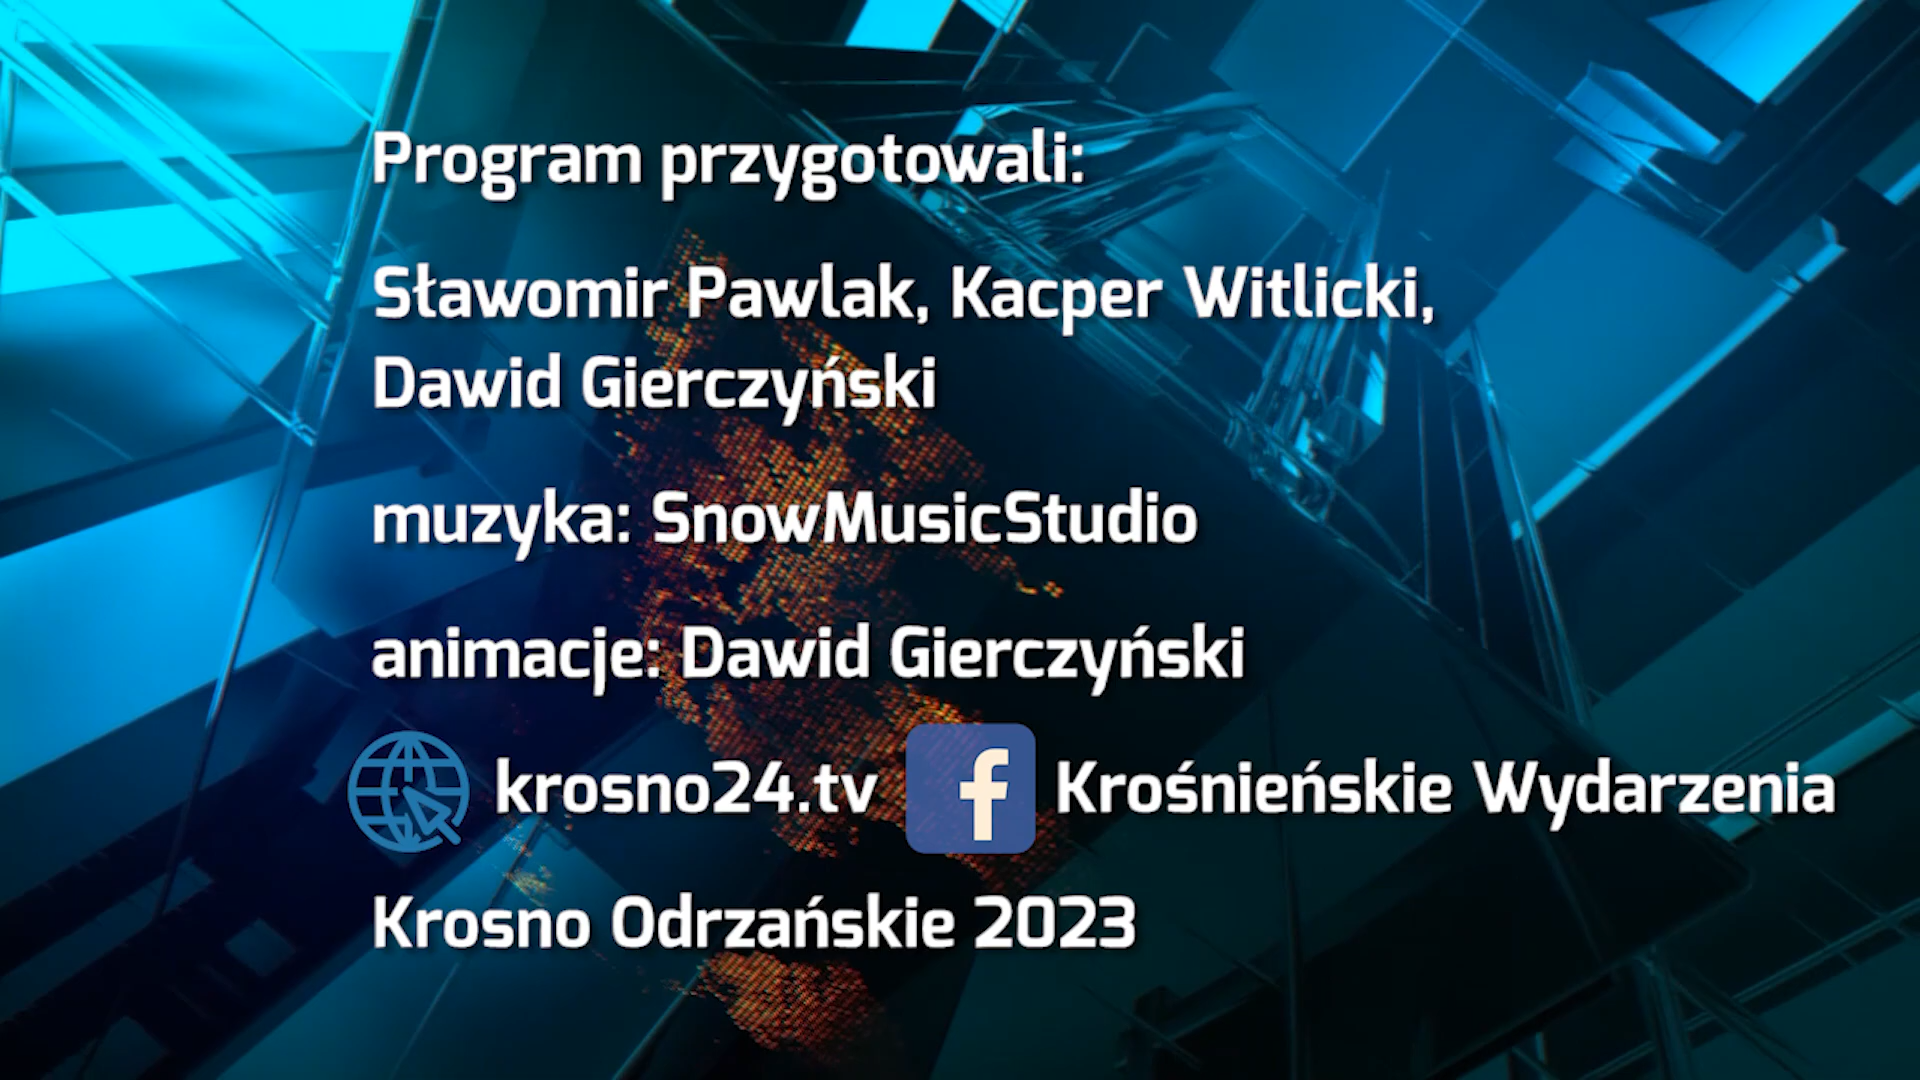 Program przygotowali:
Sławomir Pawlak, Kacper Witlicki,
Dawid Gierczyński
muzyka: SnowMusicStudio
animacje: Dawid Gierczyński
krosno24.tv f Krośnieńskie Wydarzenia
Krosno Odrzańskie 2023